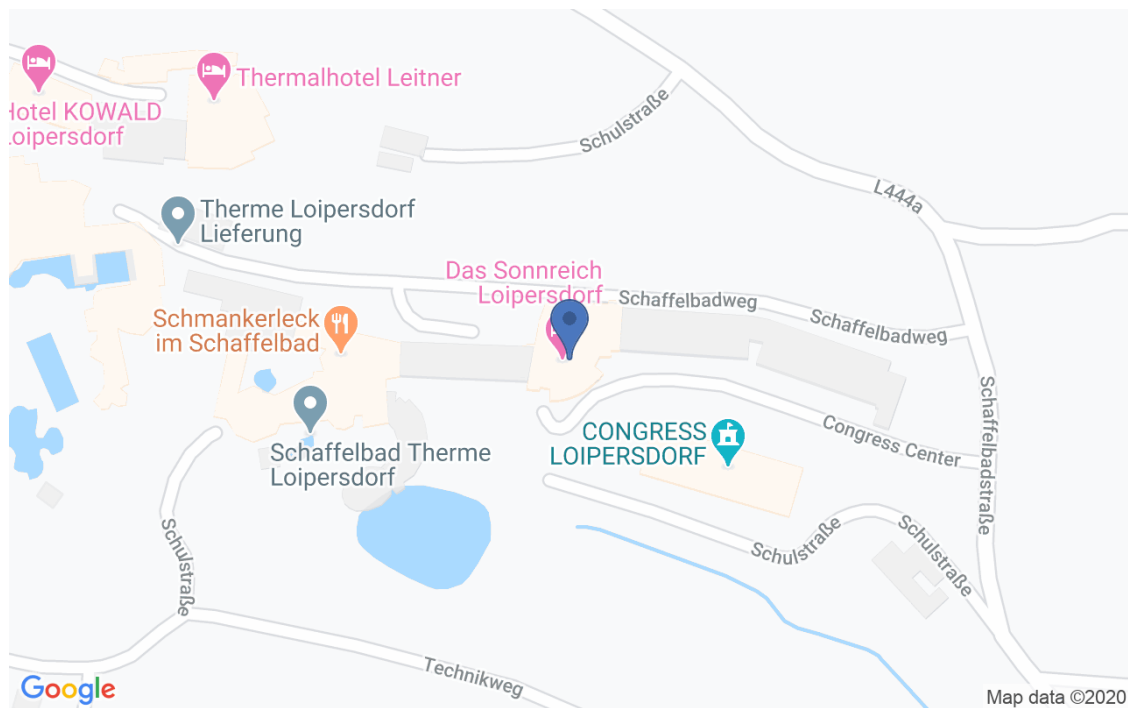 Thermalhotel Leitner
Hotel KOWALD
Loipersdorf
Schulstraße
L444a
Therme Loipersdorf
Lieferung
Das Sonnreich
Loipersdorf
Schaffelbadweg
Schaffelbadweg
Schmankerleck
im Schaffelbad
Schaffelbadstraße
CONGRESS
LOIPERSDORF
Congress Center
Schaffelbad Therme
Loipersdorf
Schulstraße
Schulstraße
Schulstraße
Technikweg
Google
Map data ©2020